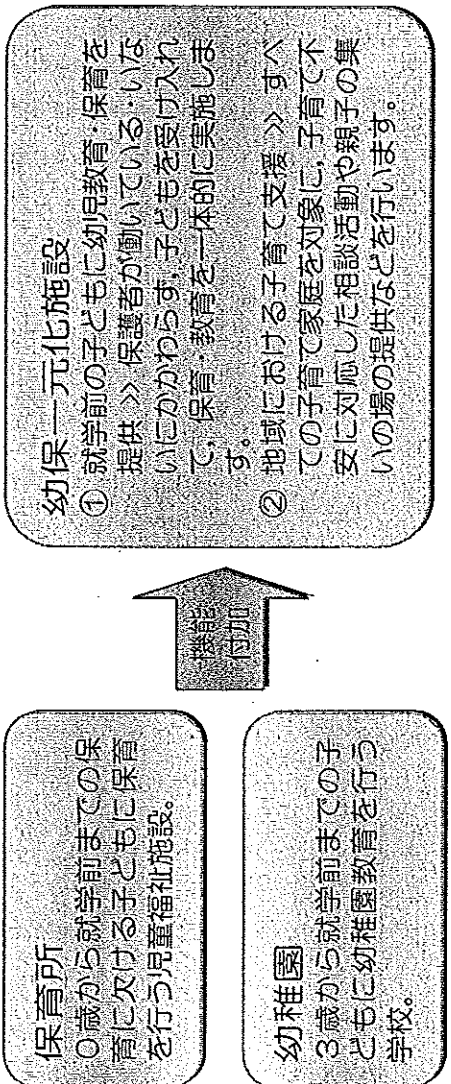 保育所
0歳から就学前までの保
育に欠ける子どもに保育
を行う児童福祉施設。
幼稚園
3歳から就学前までの子
どもに幼稚園教育を行う
学校。
機能
付加
幼保一元化施設
① 就学前の子どもに幼児教育・保育を
提供 >> 保護者が働いている・いな
いにかかわらず,子どもを受け入れ
て,保育・教育を一体的に実施しま
す。
② 地域における子育て支援 >> すべ
ての子育て家庭を対象に,子育て不
安に対応した相談活動や親子の集
いの場の提供などを行います。